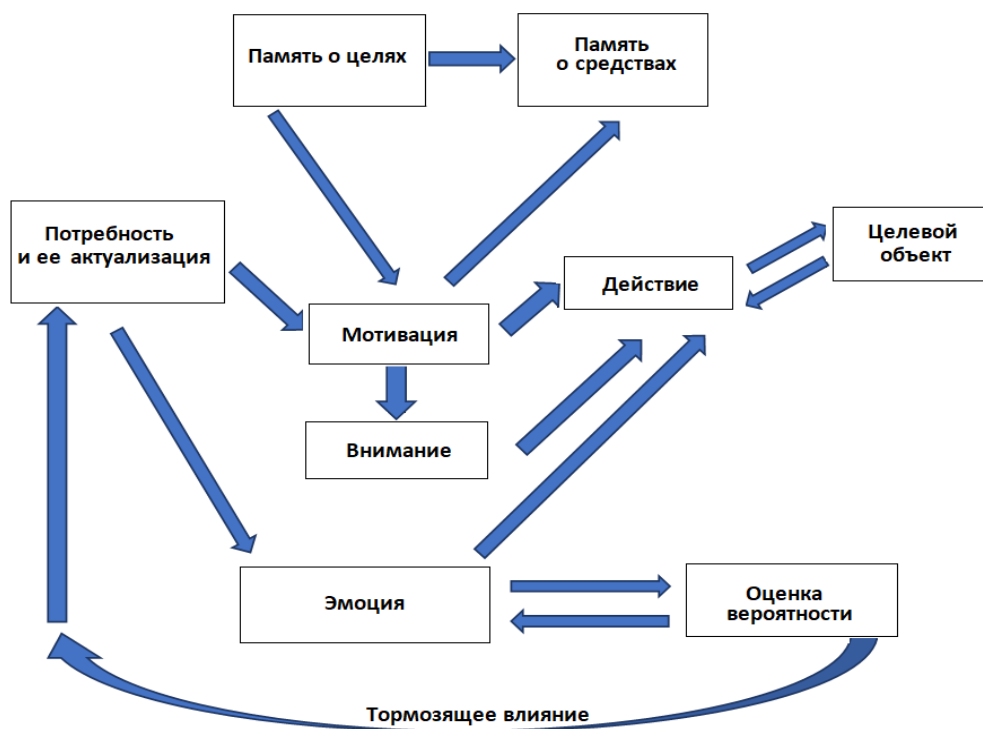 Память о целях
Память
о средствах
Потребность
и ее актуализация
Целевой
объект
Действие
Мотивация
Внимание
Эмоция
Оценка
вероятности
Тормозящее влияние